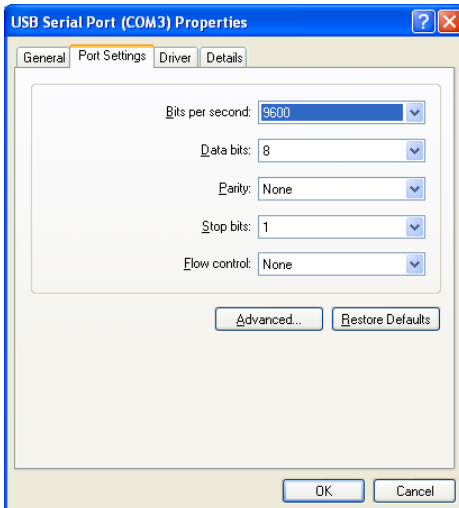 USB Serial Port (COM3) Properties
General Port Settings Driver Details
Bits per second: 9600
Data bits: 8
Parity: None
Stop bits: 1
Flow control: None
Advanced... Restore Defaults
OK Cancel